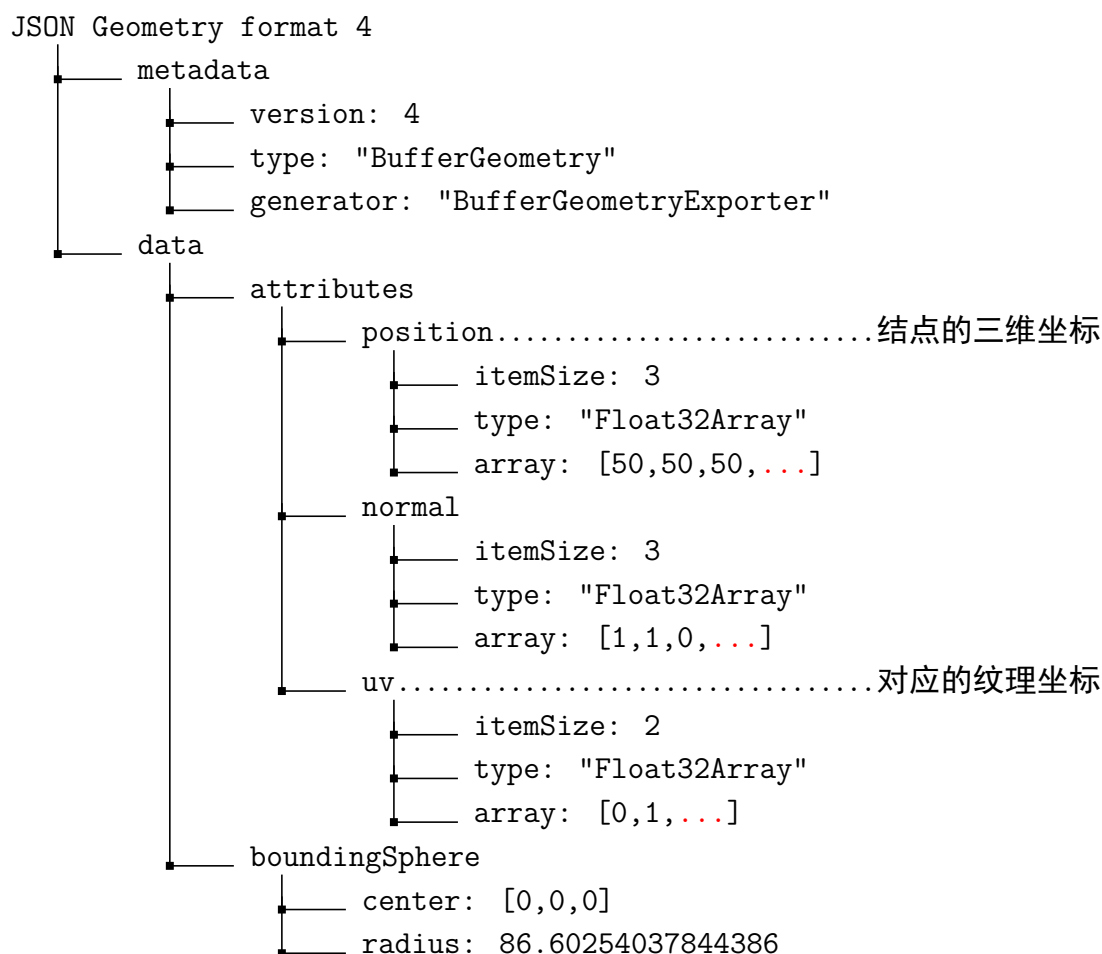 JSON Geometry format 4
metadata
version: 4
type: "BufferGeometry"
generator: "BufferGeometryExporter"
data
attributes
position...........................结点的三维坐标
itemSize: 3
type: "Float32Array"
array: [50,50,50,...]
normal
itemSize: 3
type: "Float32Array"
array: [1,1,0,...]
uv..................................对应的纹理坐标
itemSize: 2
type: "Float32Array"
array: [0,1,...]
boundingSphere
center: [0,0,0]
radius: 86.60254037844386